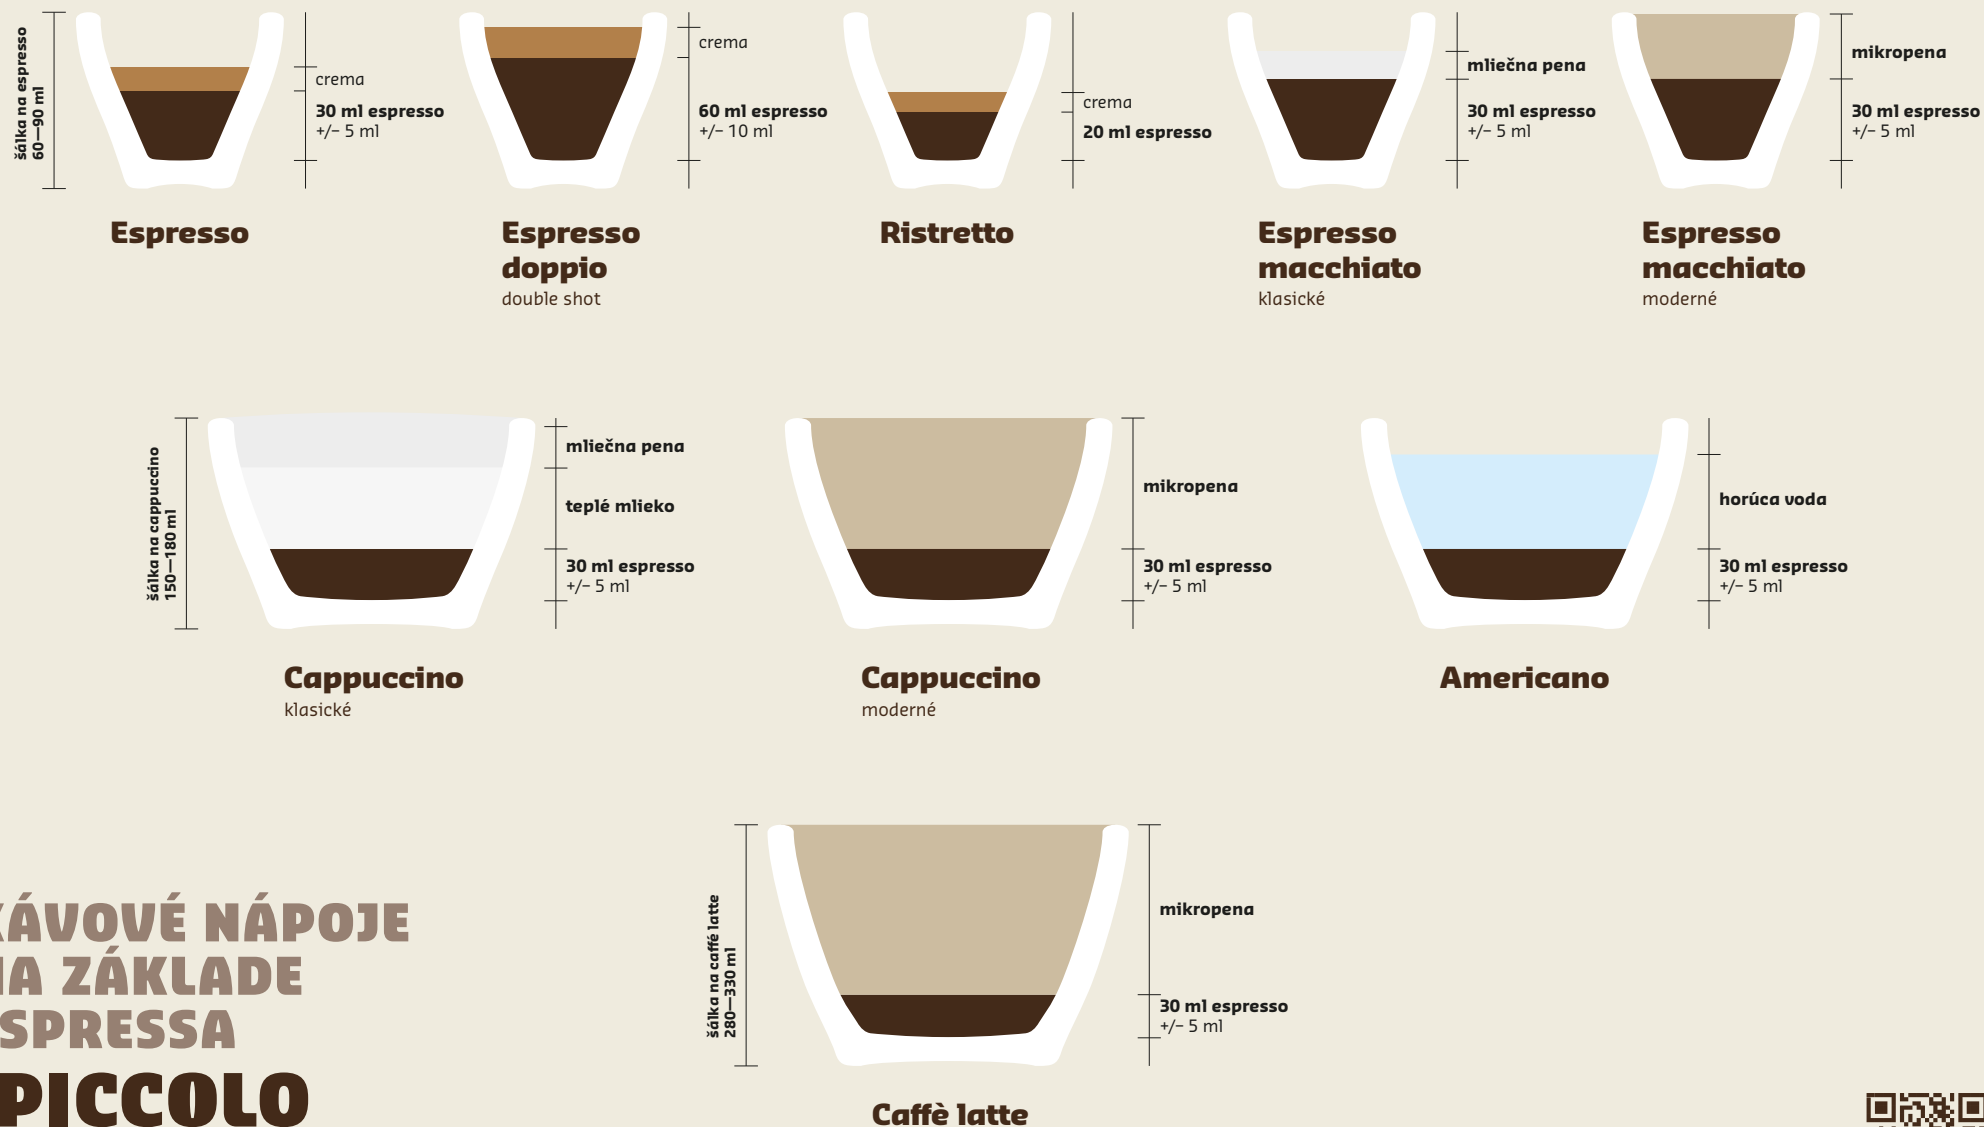 šálka na espresso
60—90 ml
crema
30 ml espresso
+/– 5 ml
Espresso
crema
60 ml espresso
+/– 10 ml
Espresso
doppio
double shot
crema
20 ml espresso
Ristretto
mliečna pena
30 ml espresso
+/– 5 ml
Espresso
macchiato
klasické
mikropena
30 ml espresso
+/– 5 ml
Espresso
macchiato
moderné
šálka na cappuccino
150—180 ml
mliečna pena
teplé mlieko
30 ml espresso
+/– 5 ml
Cappuccino
klasické
mikropena
30 ml espresso
+/– 5 ml
Cappuccino
moderné
horúca voda
30 ml espresso
+/– 5 ml
Americano
šálka na caffé latte
280—330 ml
mikropena
30 ml espresso
+/– 5 ml
Caffè latte
KÁVOVÉ NÁPOJE
NA ZÁKLADE
SPRESSA
PICCOLO